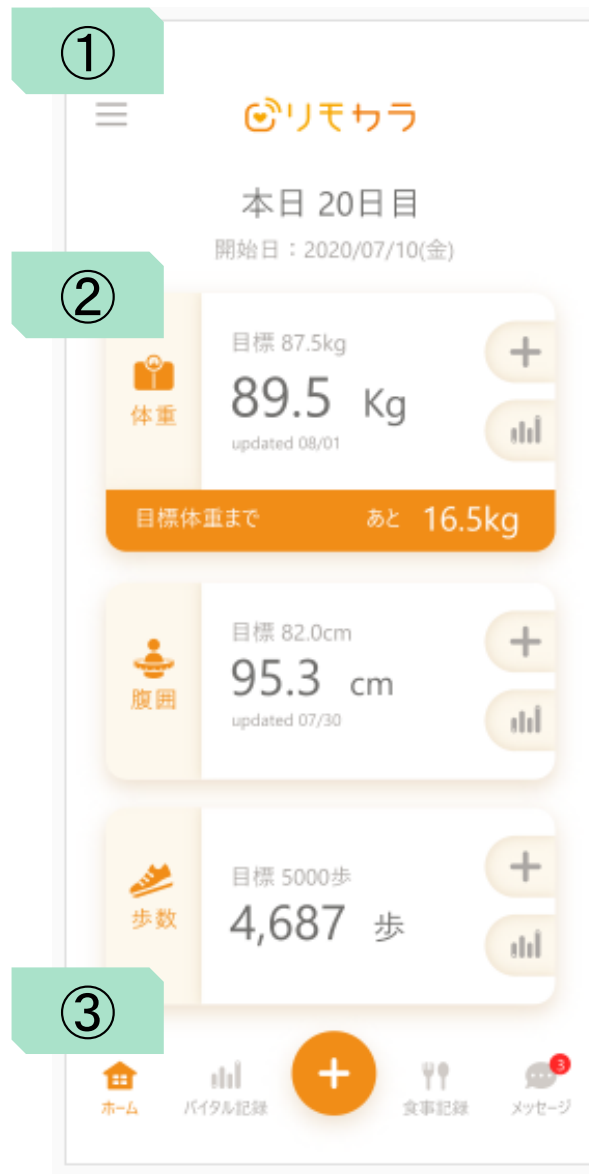 ①
リモカラ
本日 20日目
開始日：2020/07/10(金)
②
体重
目標 87.5kg
89.5 Kg
updated 08/01
目標体重まで あと 16.5kg
腹囲
目標 82.0cm
95.3 cm
updated 07/30
歩数
目標 5000歩
4,687 歩
③
ホーム バイタル記録 食事記録 メッセージ 3